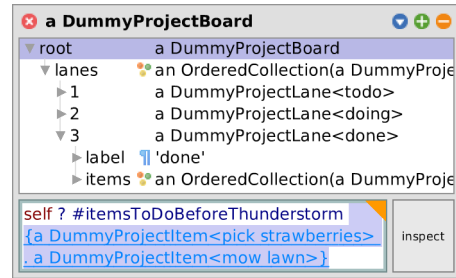 a DummyProjectBoard
root a DummyProjectBoard
lanes an OrderedCollection(a DummyProje
1 a DummyProjectLane<todo>
2 a DummyProjectLane<doing>
3 a DummyProjectLane<done>
label 'done'
items an OrderedCollection(a DummyProje
self ? #itemsToDoBeforeThunderstorm
{a DummyProjectItem<pick strawberries>
. a DummyProjectItem<mow lawn>}
inspect